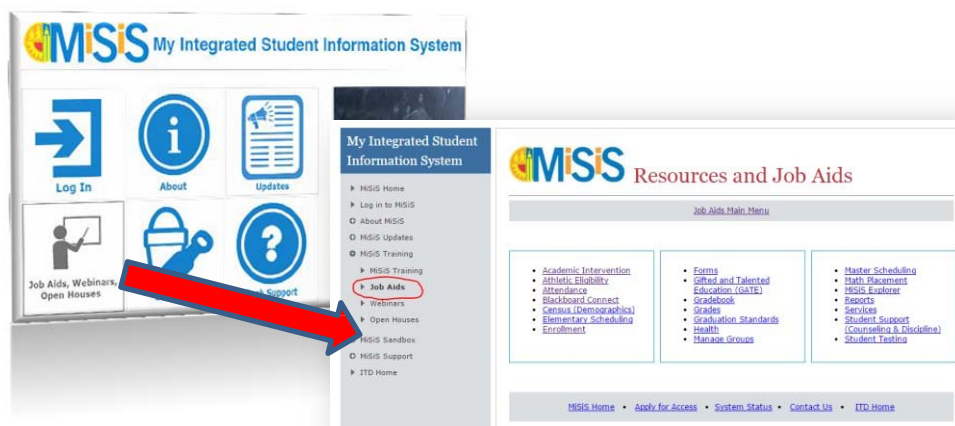 MiSiS My Integrated Student Information System
Log In
About
Updates
Job Aids, Webinars,
Open Houses
Support
My Integrated Student
Information System
MiSiS Home
Log in to MiSiS
About MiSiS
MiSiS Updates
MiSiS Training
MiSiS Training
Job Aids
Webinars
Open Houses
MiSiS Sandbox
MiSiS Support
ITD Home
MiSiS Resources and Job Aids
Job Aids Main Menu
Academic Intervention
Athletic Eligibility
Attendance
Blackboard Connect
Census (Demographics)
Elementary Scheduling
Enrollment
Forms
Gifted and Talented
Education (GATE)
Gradebook
Grades
Graduation Standards
Health
Manage Groups
Master Scheduling
Math Placement
MiSiS Explorer
Reports
Services
Student Support
(Counseling & Discipline)
Student Testing
MiSiS Home • Apply for Access • System Status • Contact Us • ITD Home